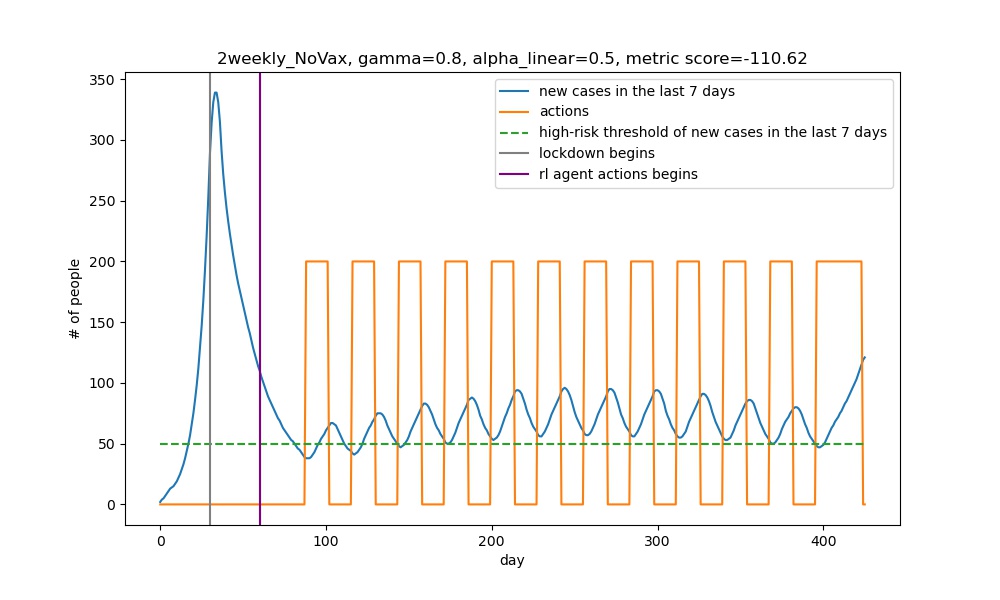 2weekly_NoVax, gamma=0.8, alpha_linear=0.5, metric score=-110.62
new cases in the last 7 days
actions
high-risk threshold of new cases in the last 7 days
lockdown begins
rl agent actions begins
# of people
350
300
250
200
150
100
50
0
0 100 200 300 400
day